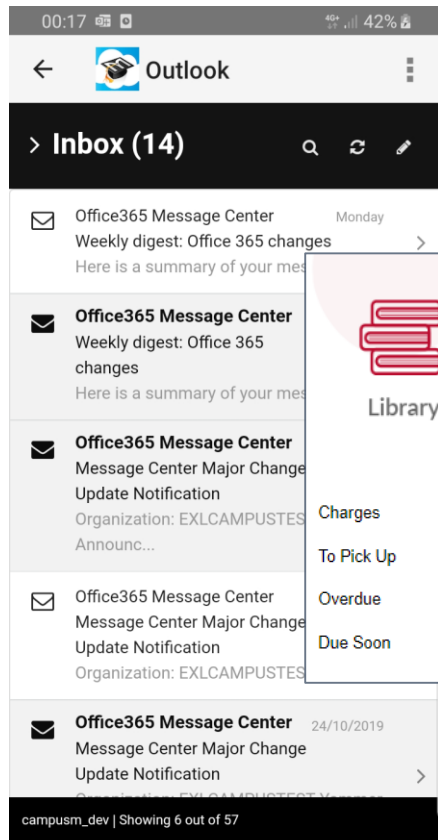 00:17
4G+
42%
Outlook
> Inbox (14)
Office365 Message Center
Monday
Weekly digest: Office 365 changes
Here is a summary of your mes
Office365 Message Center
Weekly digest: Office 365
changes
Here is a summary of your mes
Office365 Message Center
Message Center Major Change
Update Notification
Organization: EXLCAMPUSTES
Announc...
Office365 Message Center
Message Center Major Change
Update Notification
Organization: EXLCAMPUSTES
Library
Charges
To Pick Up
Overdue
Due Soon
Office365 Message Center
24/10/2019
Message Center Major Change
Update Notification
Organization: EXLCAMPUSTEST Yammer
campusm_dev | Showing 6 out of 57